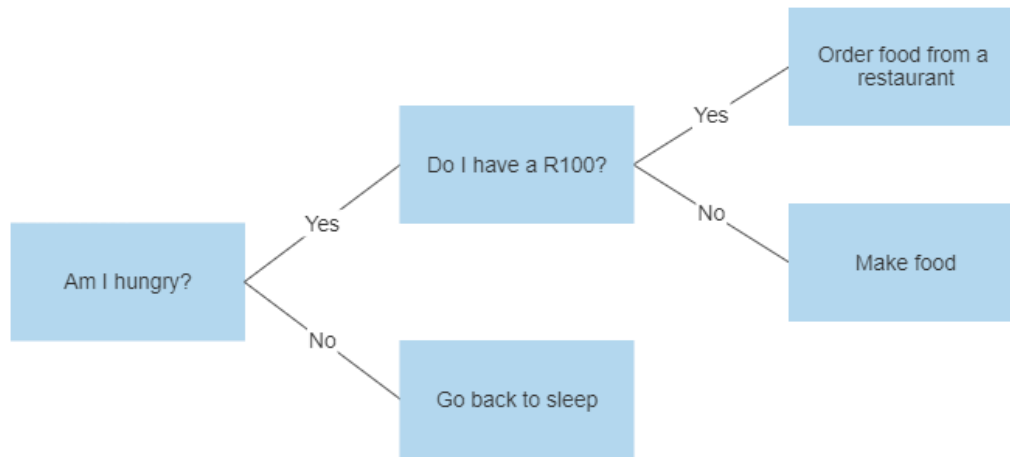 Order food from a
restaurant
Yes
Do I have a R100?
Yes
No
Make food
Am I hungry?
No
Go back to sleep